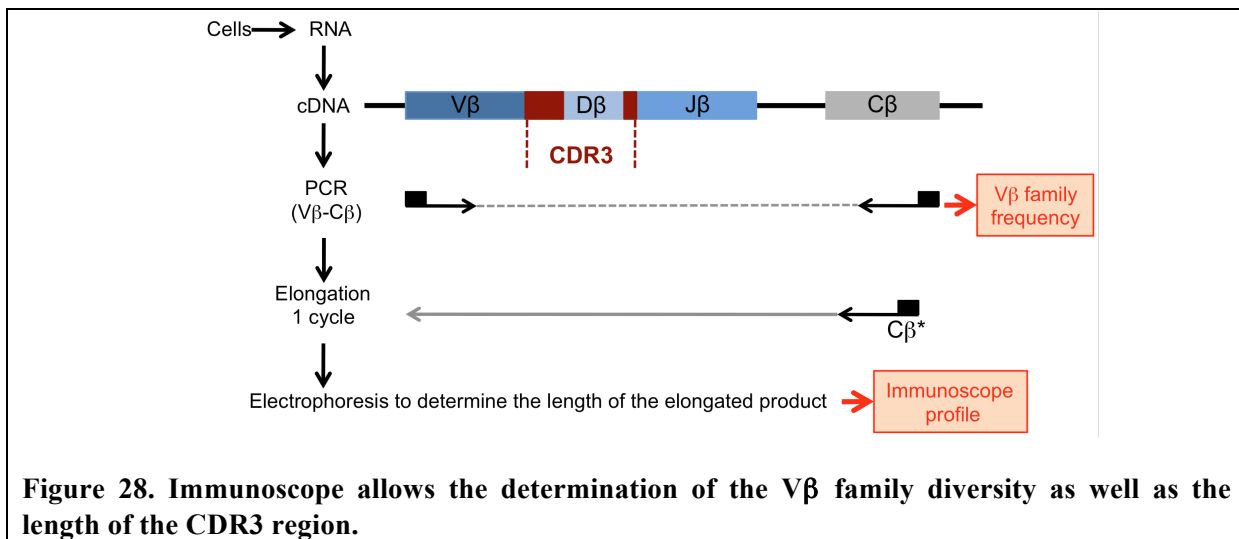 Cells RNA
cDNA
Vβ Dβ Jβ Cβ
CDR3
PCR
(Vβ-Cβ)
Vβ family
frequency
Elongation
1 cycle
Cβ*
Electrophoresis to determine the length of the elongated product
Immunoscope
profile
Figure 28. Immunoscope allows the determination of the Vβ family diversity as well as the
length of the CDR3 region.